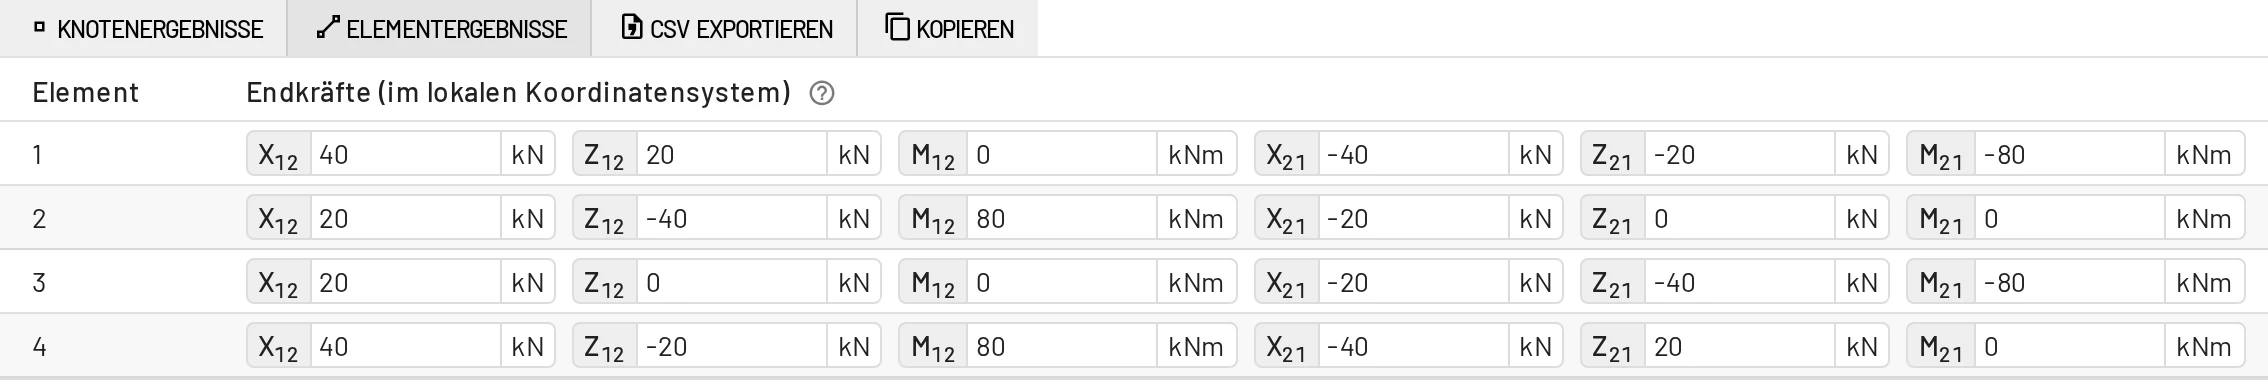 KNOTENERGEBNISSE ELEMENTERGEBNISSE CSV EXPORTIEREN KOPIEREN
Element Endkräfte (im lokalen Koordinatensystem) ?
1 X12 40 kN Z12 20 kN M12 0 kNm X21 -40 kN Z21 -20 kN M21 -80 kNm
2 X12 20 kN Z12 -40 kN M12 80 kNm X21 -20 kN Z21 0 kN M21 0 kNm
3 X12 20 kN Z12 0 kN M12 0 kNm X21 -20 kN Z21 -40 kN M21 -80 kNm
4 X12 40 kN Z12 -20 kN M12 80 kNm X21 -40 kN Z21 20 kN M21 0 kNm